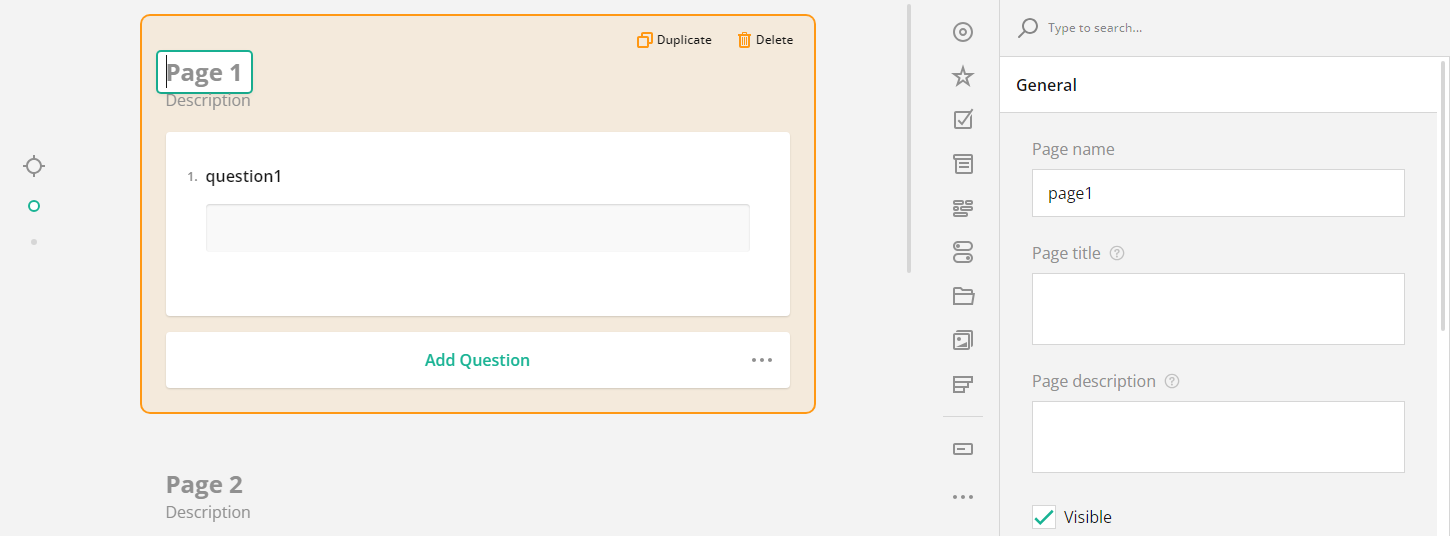 Duplicate
Delete
Page 1
Description
1. question1
Add Question
Page 2
Description
Type to search...
General
Page name
page1
Page title
Page description
Visible